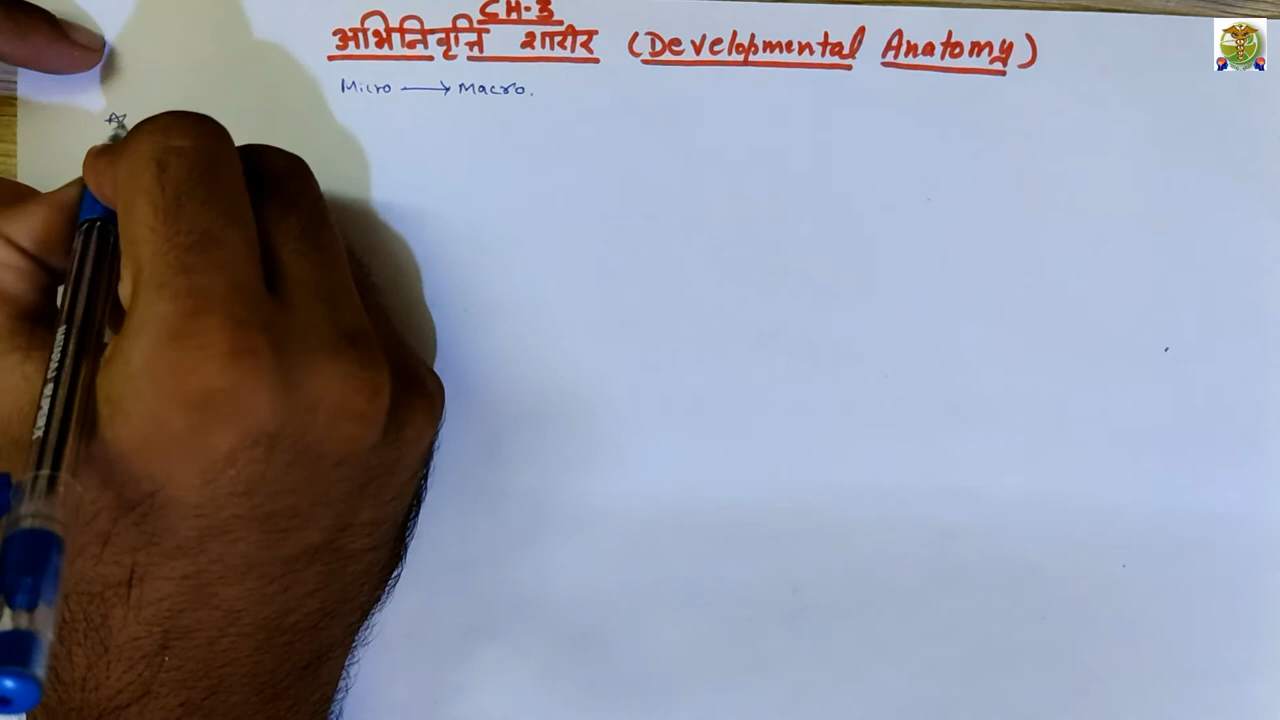 CH-3
अभिनिवृत्ति शारीर (Developmental Anatomy)
Micro → Macro.